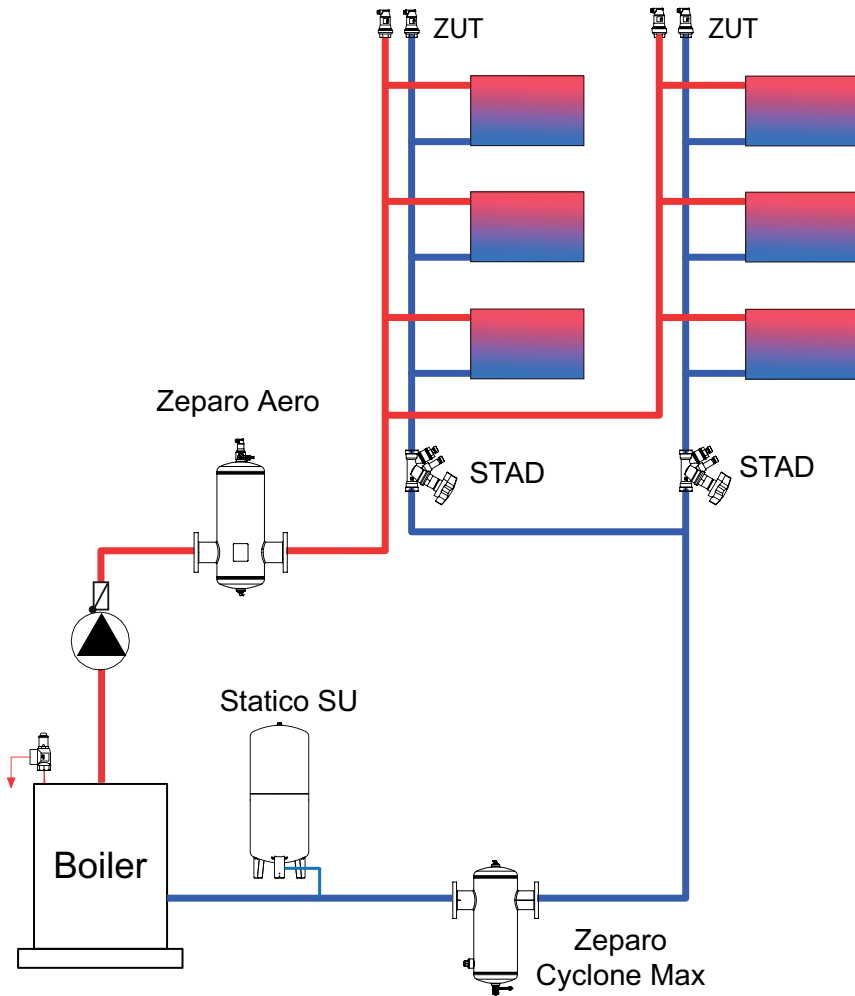 ZUT
ZUT
Zeparo Aero
STAD
STAD
Statico SU
Boiler
Zeparo
Cyclone Max